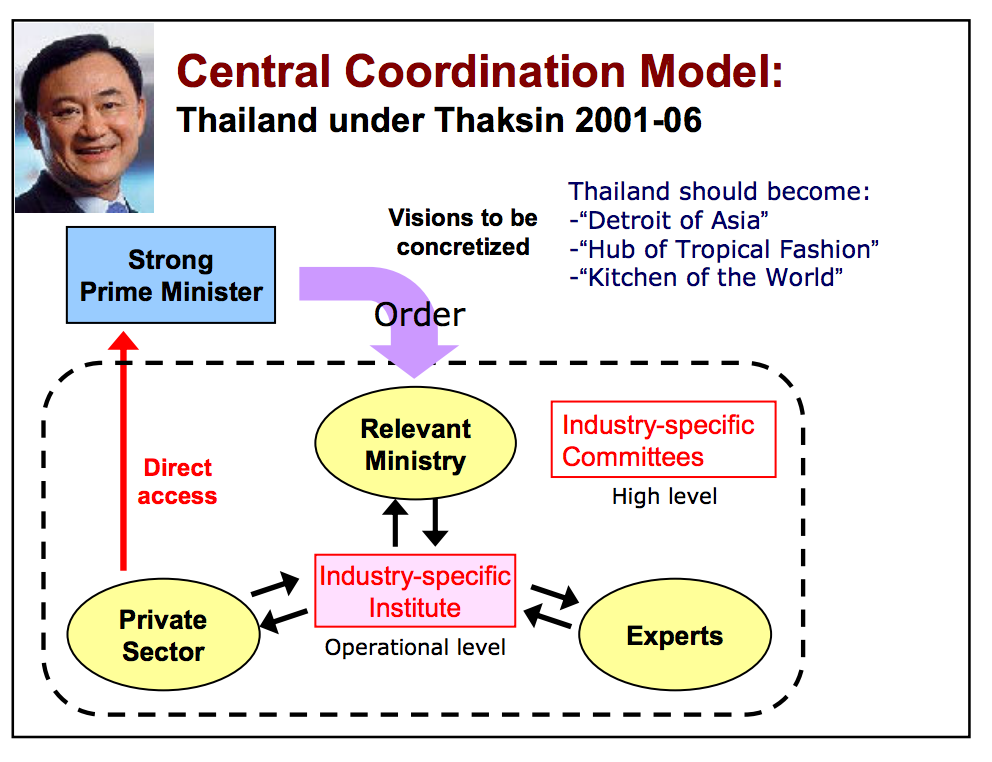 Central Coordination Model:
Thailand under Thaksin 2001-06
Thailand should become:
-“Detroit of Asia”
-“Hub of Tropical Fashion”
-“Kitchen of the World”
Visions to be
concretized
Strong
Prime Minister
Order
Relevant
Ministry
Industry-specific
Committees
High level
Direct
access
Industry-specific
Institute
Operational level
Private
Sector
Experts